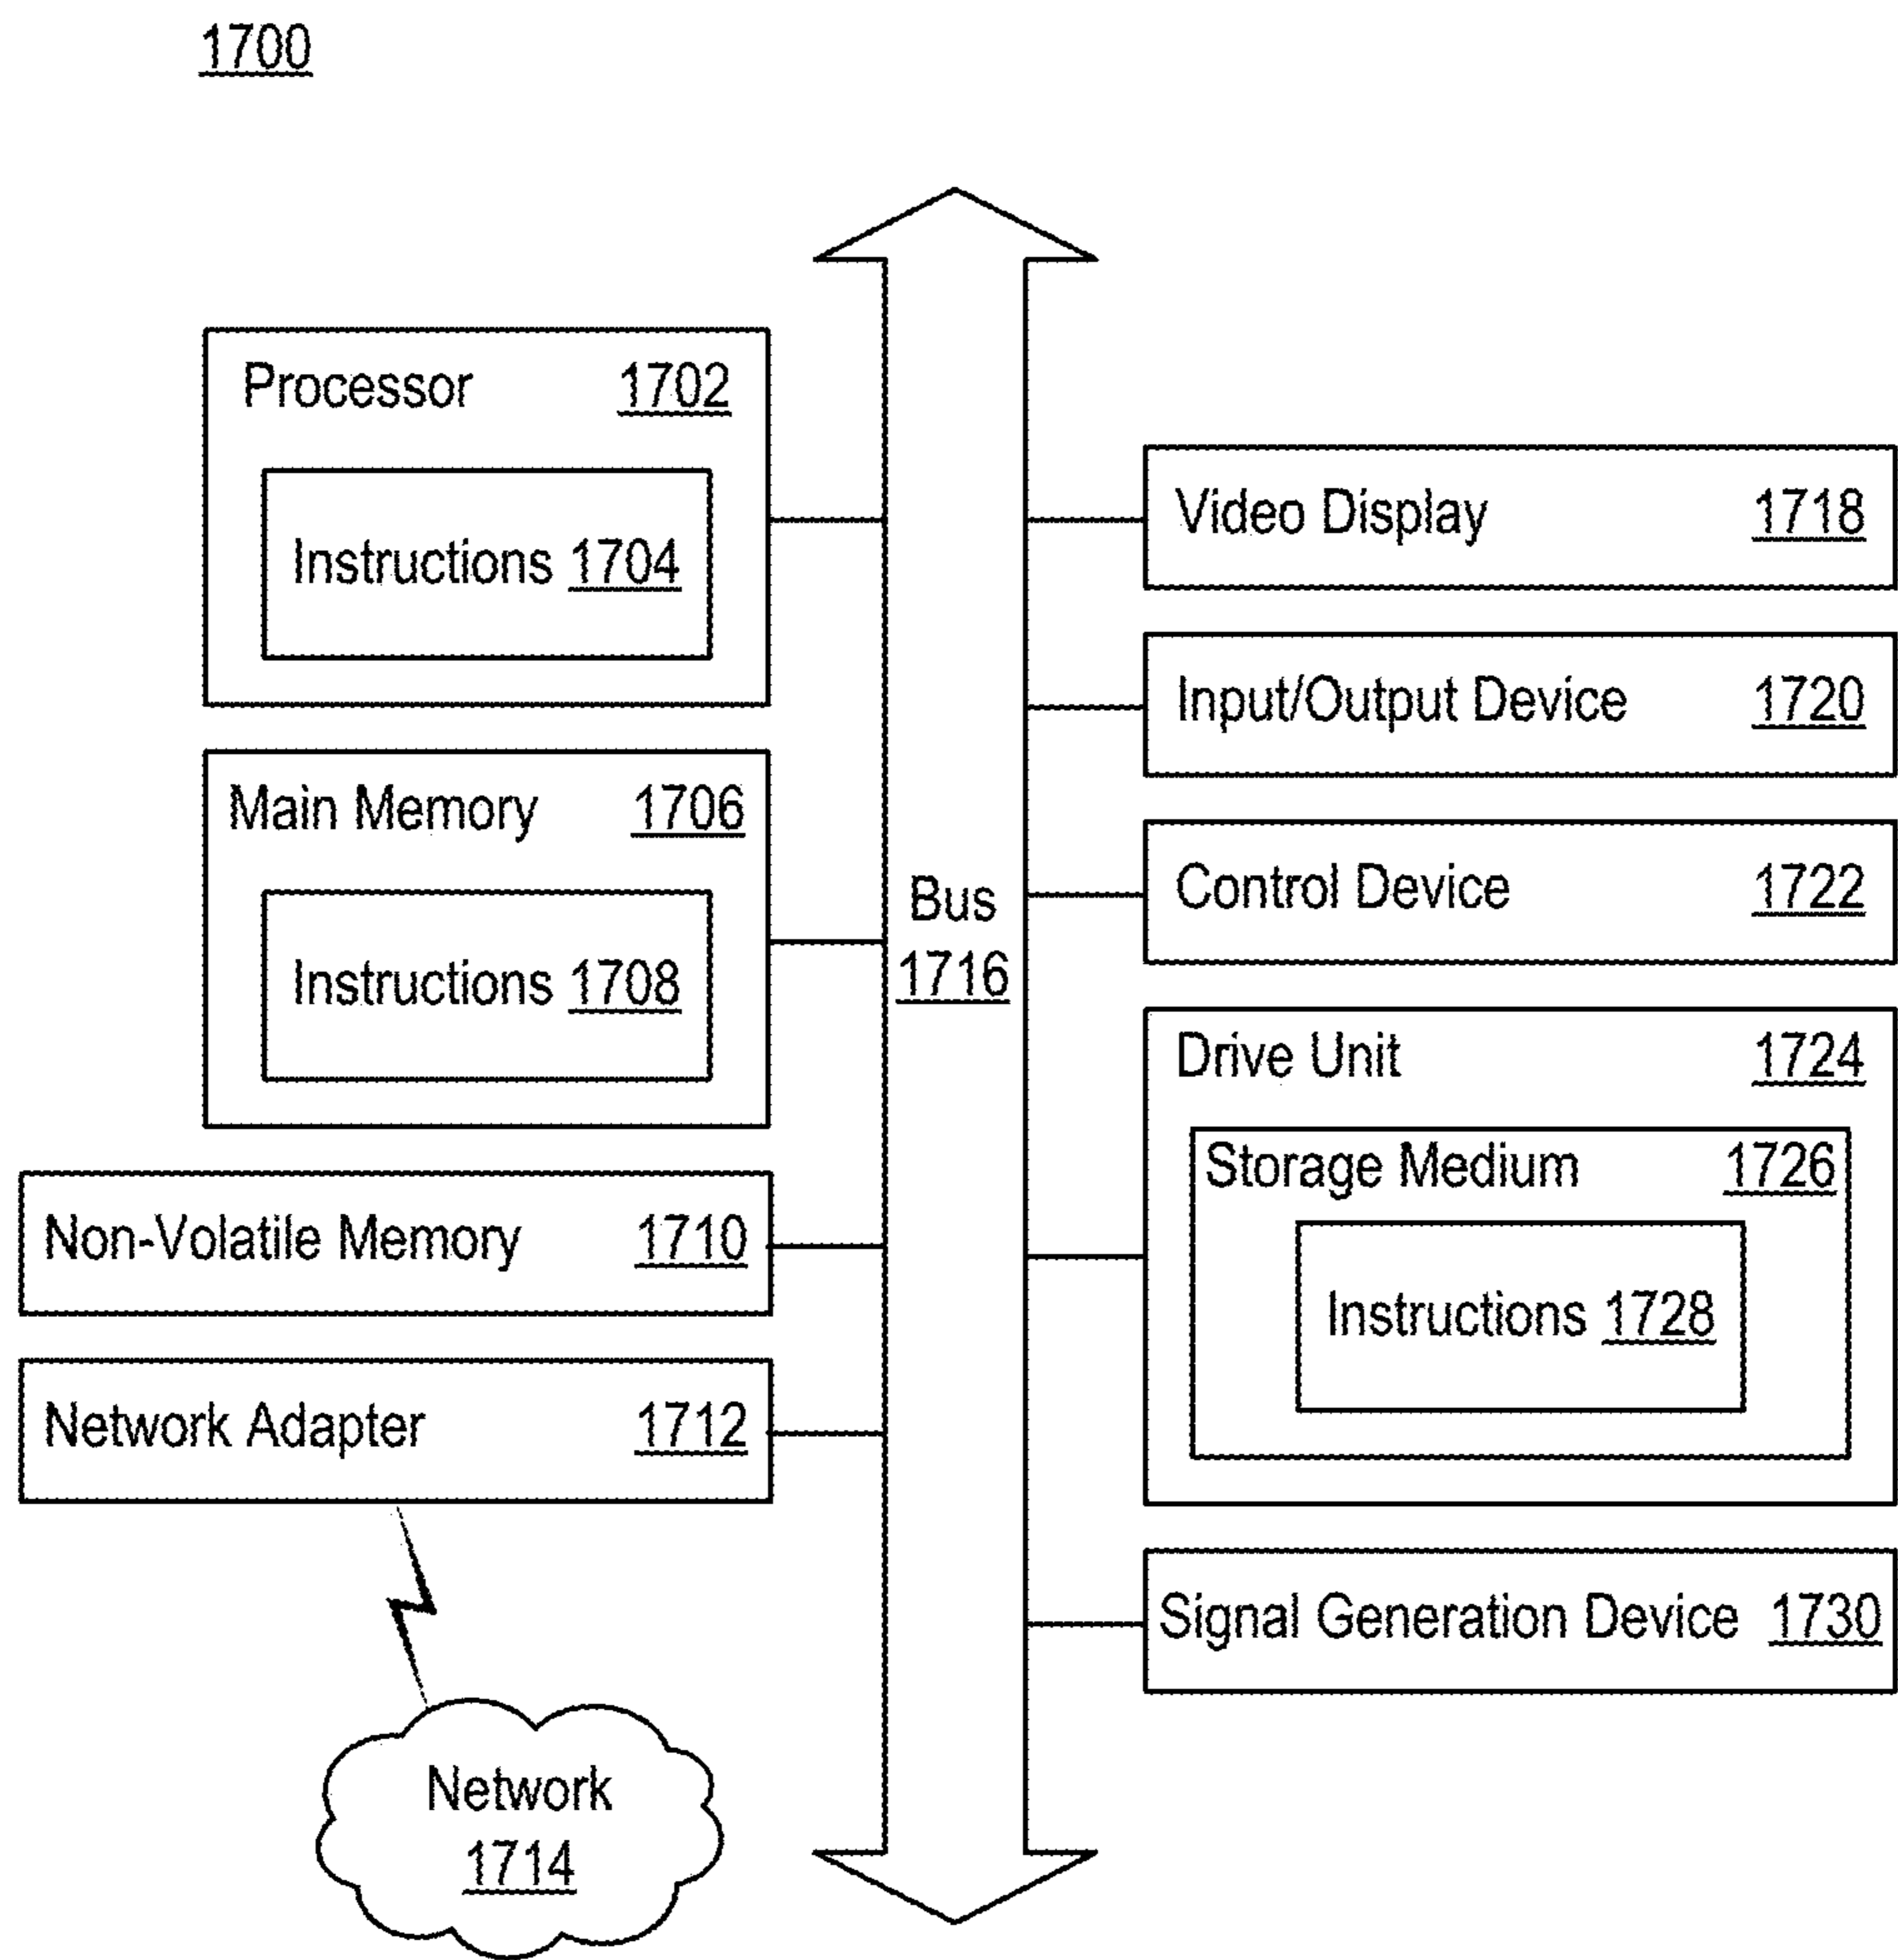 1700
Processor 1702
Instructions 1704
Main Memory 1706
Instructions 1708
Non-Volatile Memory 1710
Network Adapter 1712
Network
1714
Bus
1716
Video Display 1718
Input/Output Device 1720
Control Device 1722
Drive Unit 1724
Storage Medium 1726
Instructions 1728
Signal Generation Device 1730